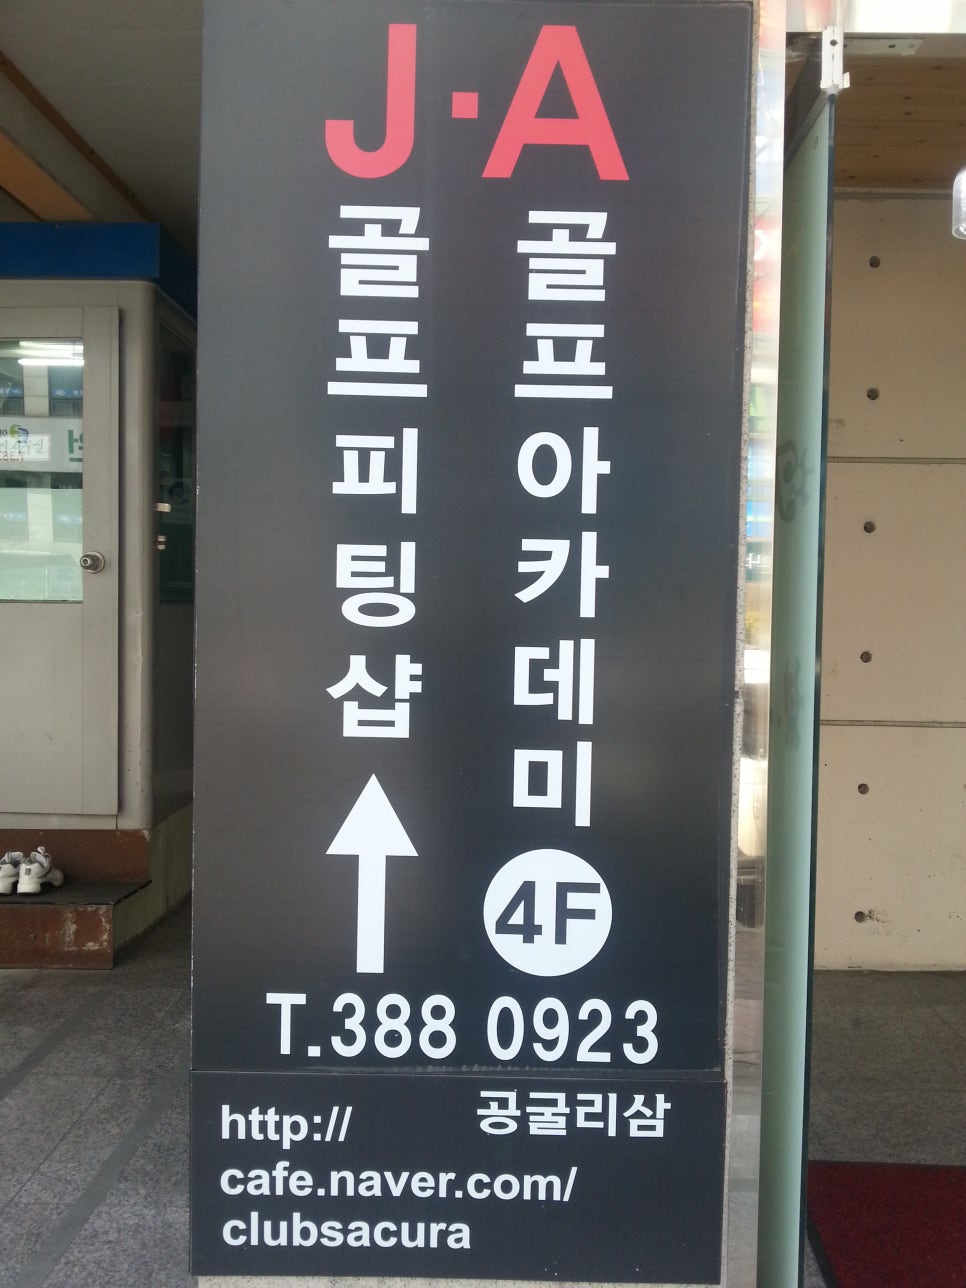 J·A
골프피팅샵
골프아카데미
4F
T.388 0923
공굴리삼
http://
cafe.naver.com/
clubsacura